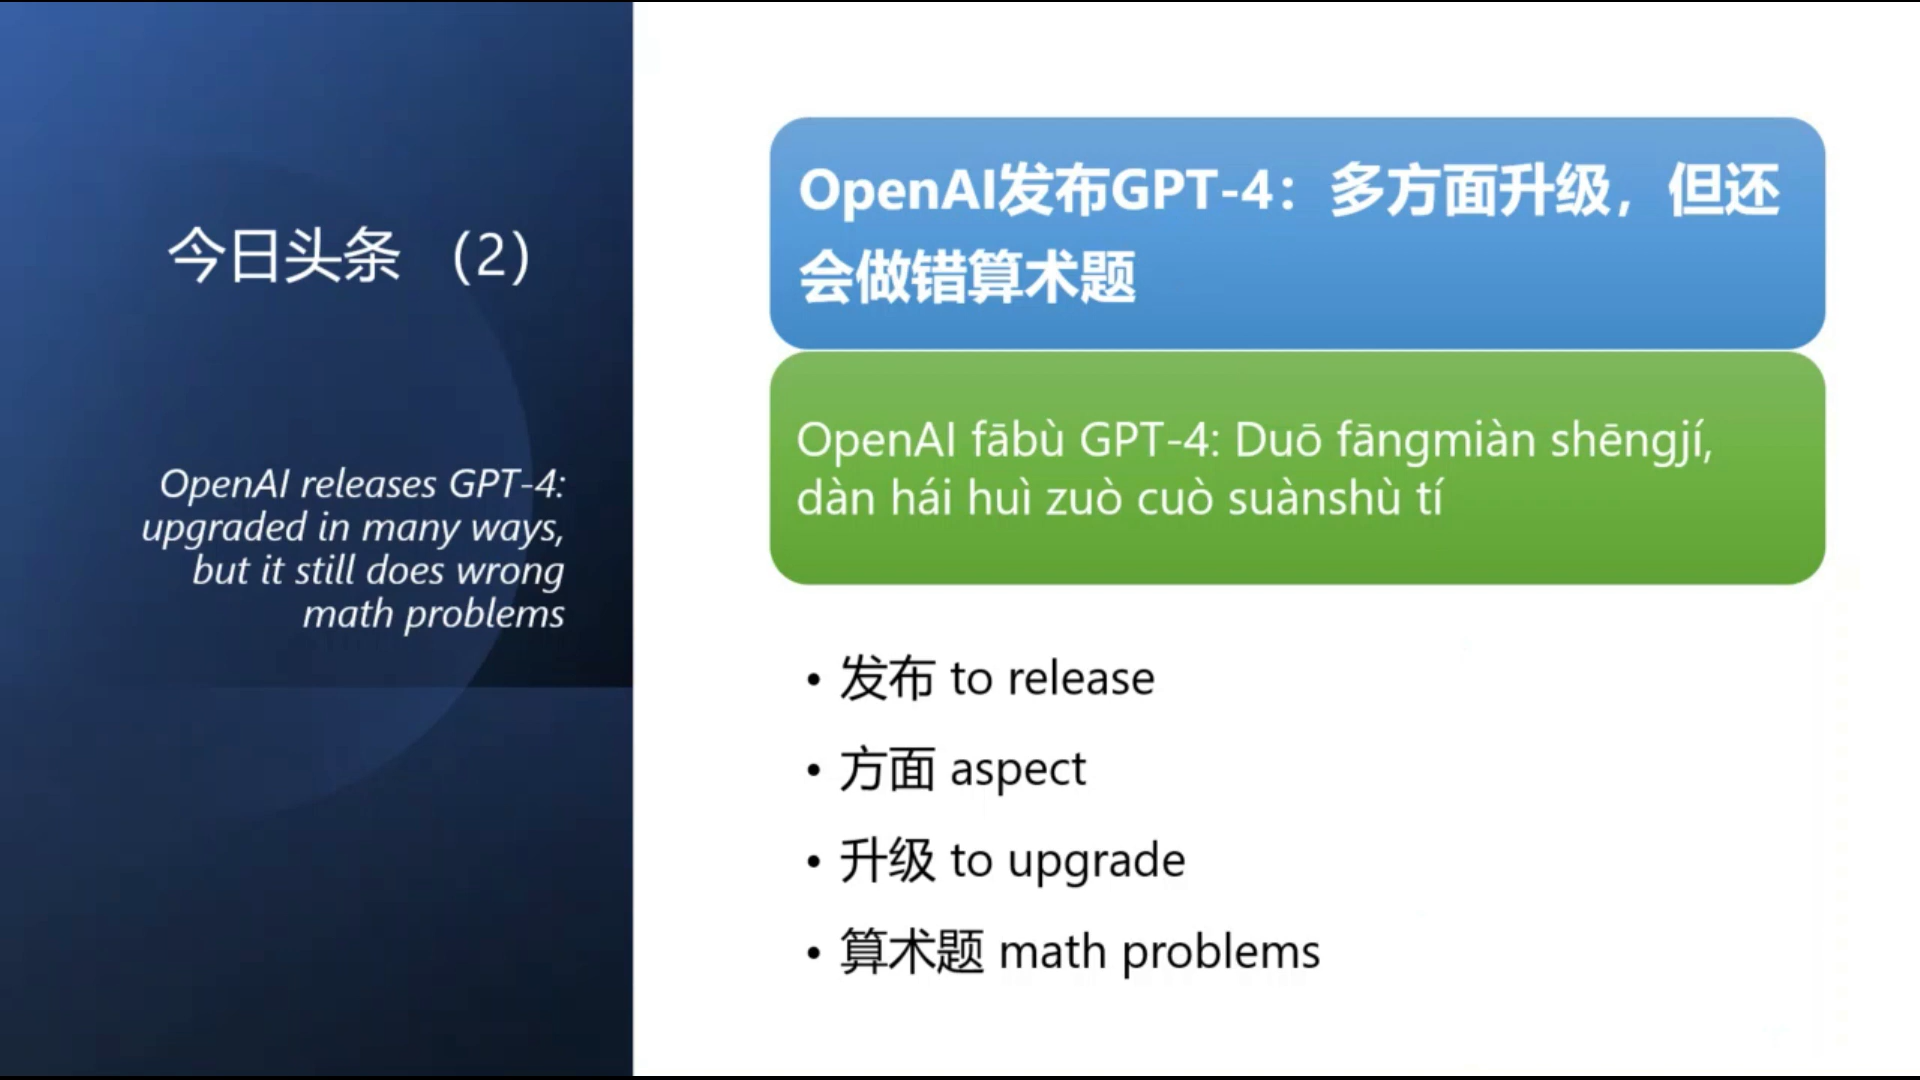 今日头条 （2）
OpenAI releases GPT-4:
upgraded in many ways,
but it still does wrong
math problems
OpenAI发布GPT-4：多方面升级，但还
会做错算术题
OpenAI fābù GPT-4: Duō fāngmiàn shēngjí,
dàn hái huì zuò cuò suànshù tí
• 发布 to release
• 方面 aspect
• 升级 to upgrade
• 算术题 math problems